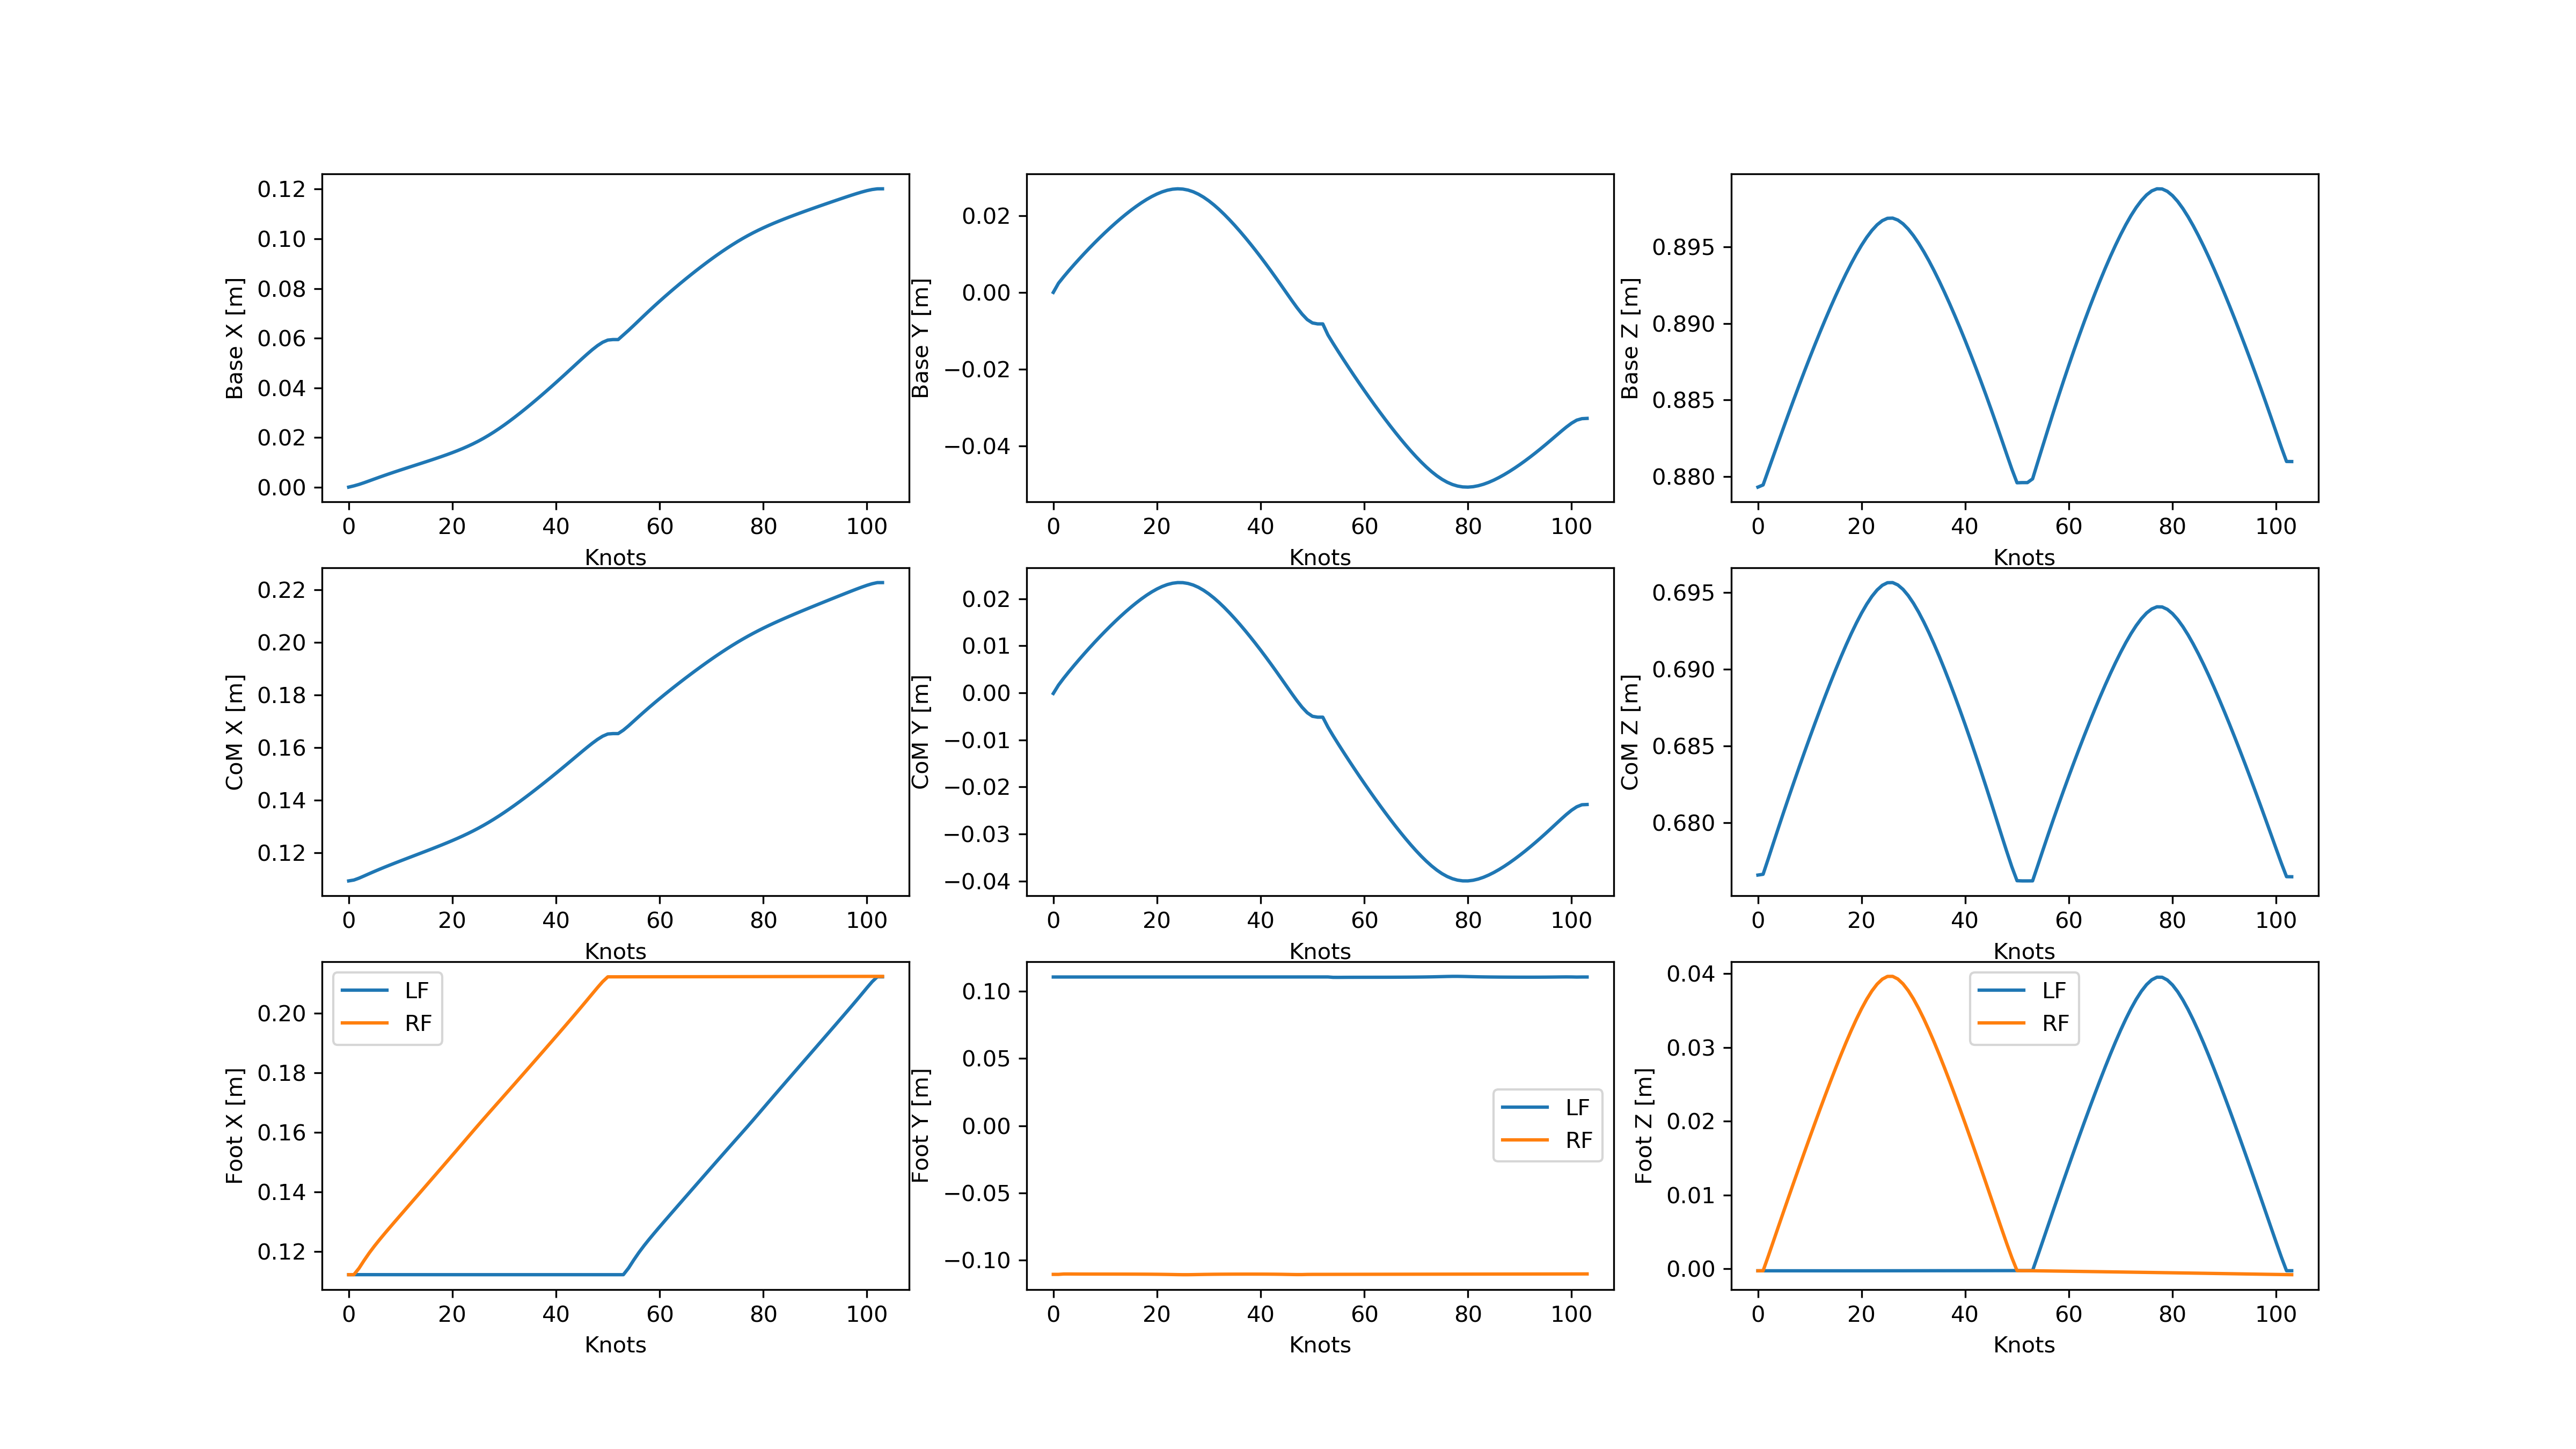 Base X [m]
0.12
0.10
0.08
0.06
0.04
0.02
0.00
0 20 40 60 80 100
Knots
Base Y [m]
0.02
0.00
−0.02
−0.04
0 20 40 60 80 100
Knots
Base Z [m]
0.895
0.890
0.885
0.880
0 20 40 60 80 100
Knots
CoM X [m]
0.22
0.20
0.18
0.16
0.14
0.12
0 20 40 60 80 100
Knots
CoM Y [m]
0.02
0.01
0.00
−0.01
−0.02
−0.03
−0.04
0 20 40 60 80 100
Knots
CoM Z [m]
0.695
0.690
0.685
0.680
0 20 40 60 80 100
Knots
Foot X [m]
0.20
0.18
0.16
0.14
0.12
LF
RF
0 20 40 60 80 100
Knots
Foot Y [m]
0.10
0.05
0.00
−0.05
−0.10
LF
RF
0 20 40 60 80 100
Knots
Foot Z [m]
0.04
0.03
0.02
0.01
0.00
LF
RF
0 20 40 60 80 100
Knots